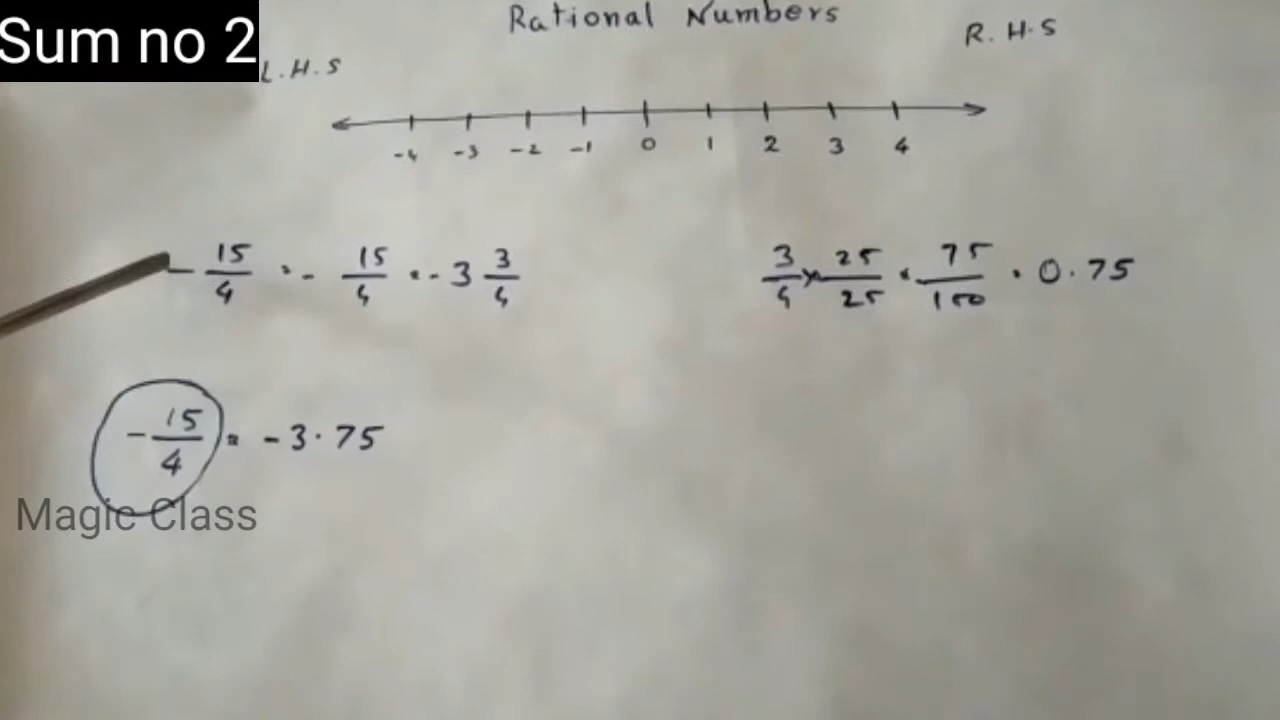 Sum no 2
Rational Numbers
L.H.S
R.H.S
-4 -3 -2 -1 0 1 2 3 4
- 15/4 = - 15/4 = -3 3/4
3/4 × 25/25 = 75/100 = 0.75
- 15/4 = -3.75
Magic Class